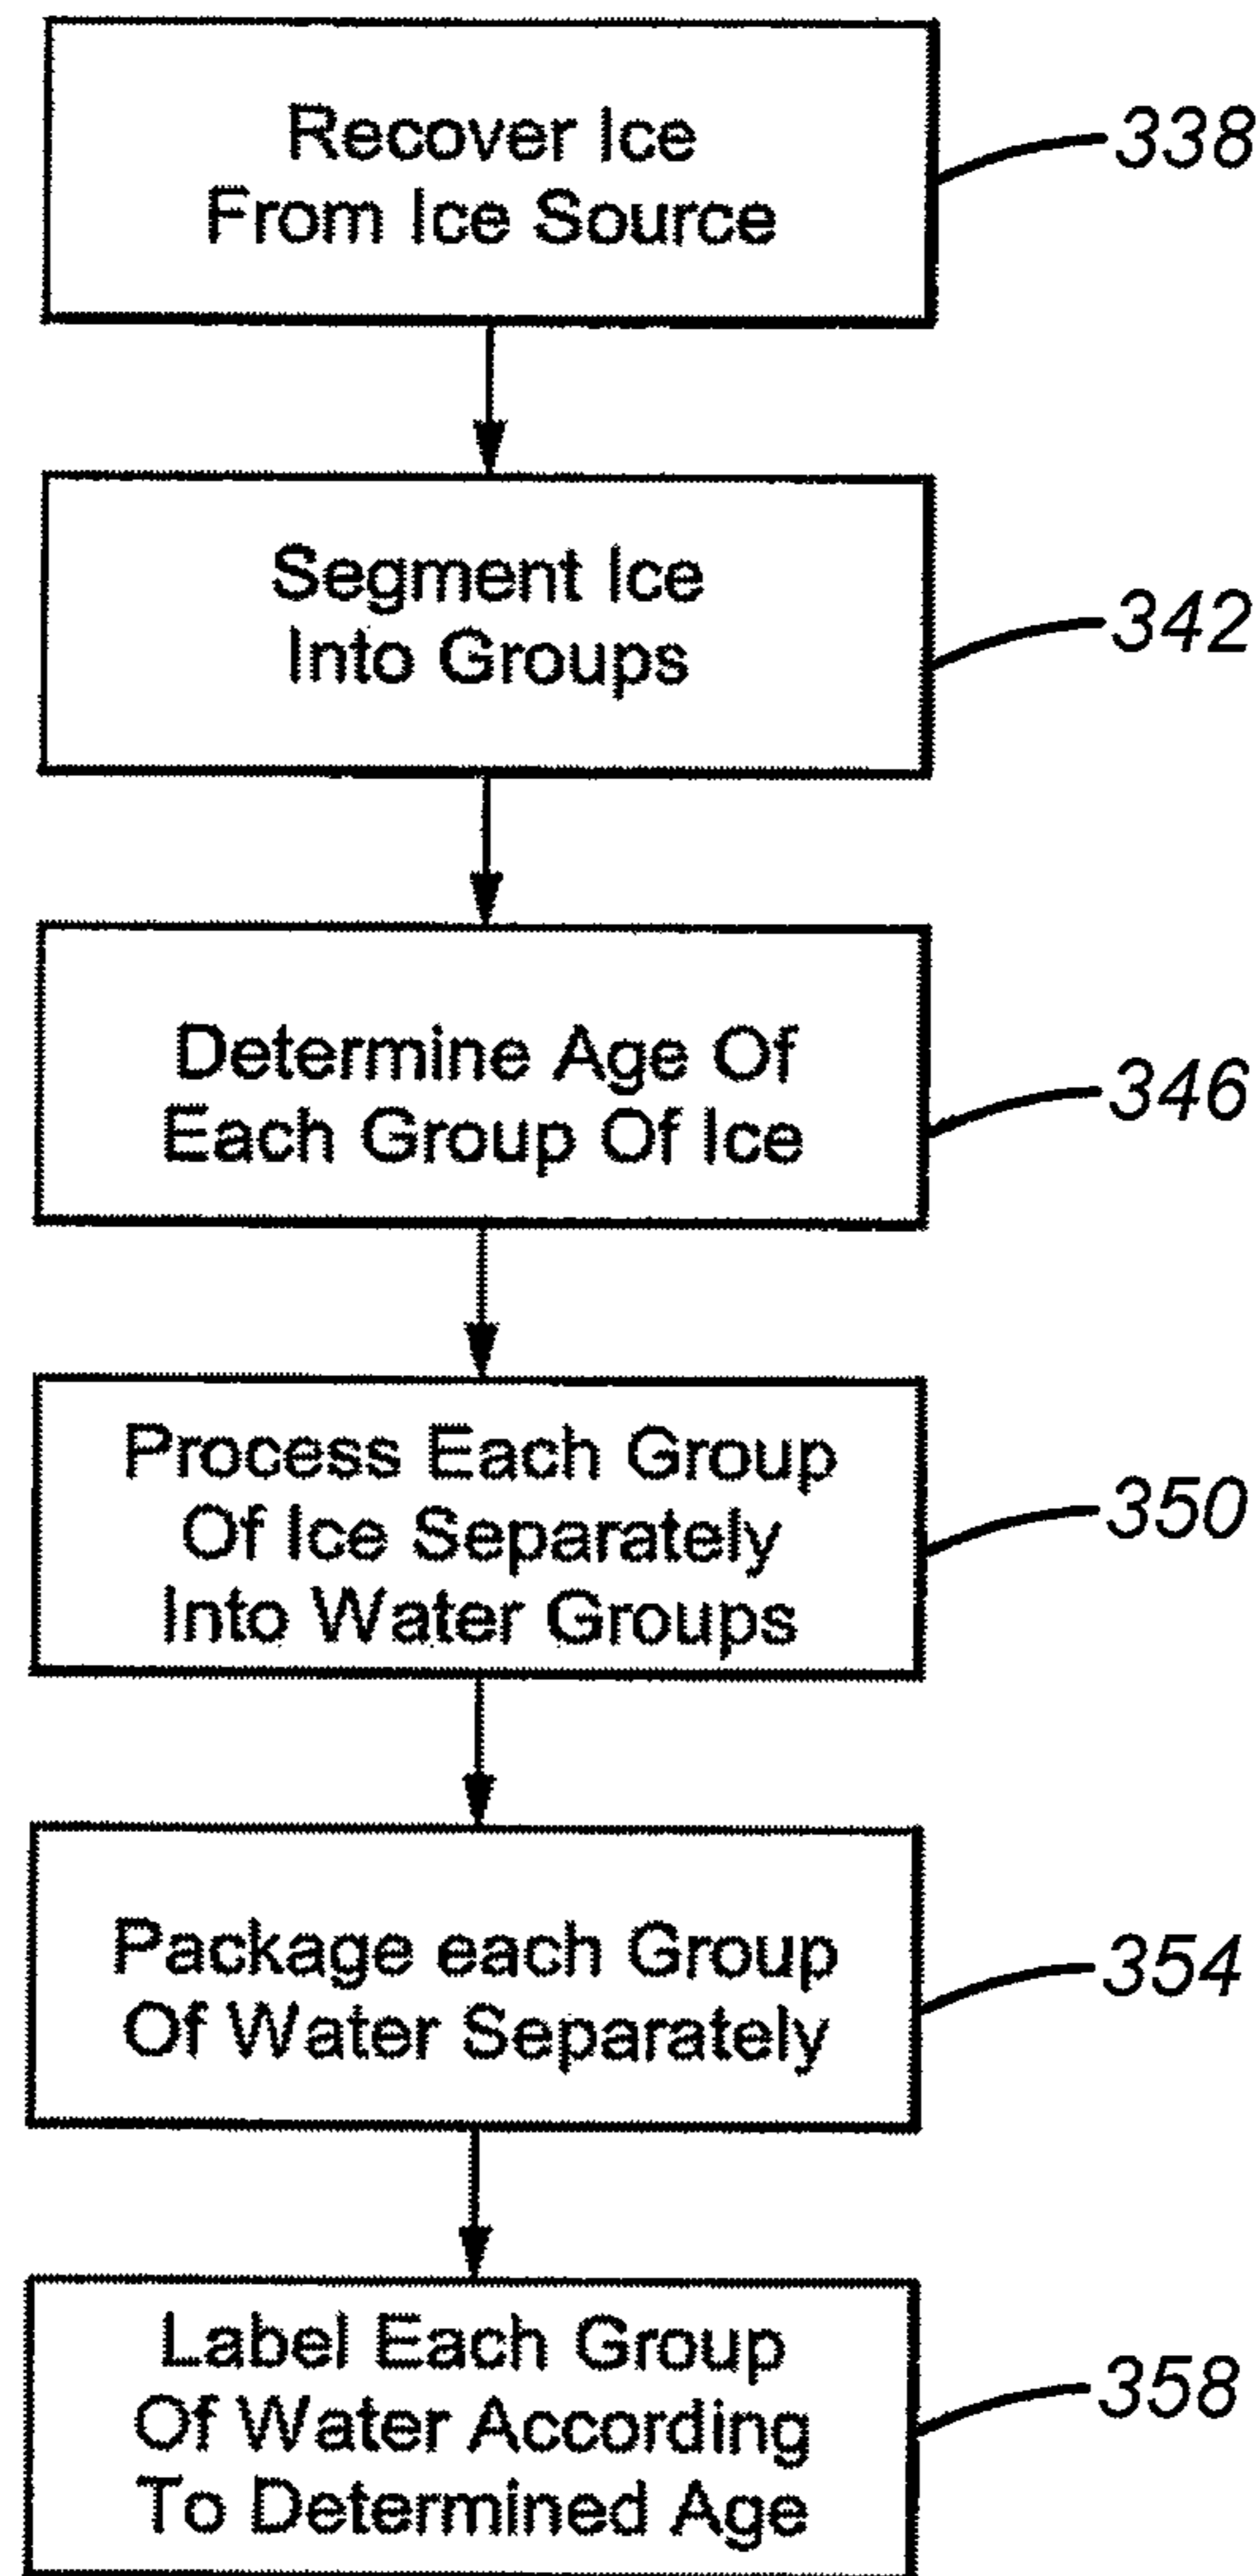 Recover Ice
From Ice Source
338
Segment Ice
Into Groups
342
Determine Age Of
Each Group Of Ice
346
Process Each Group
Of Ice Separately
Into Water Groups
350
Package each Group
Of Water Separately
354
Label Each Group
Of Water According
To Determined Age
358